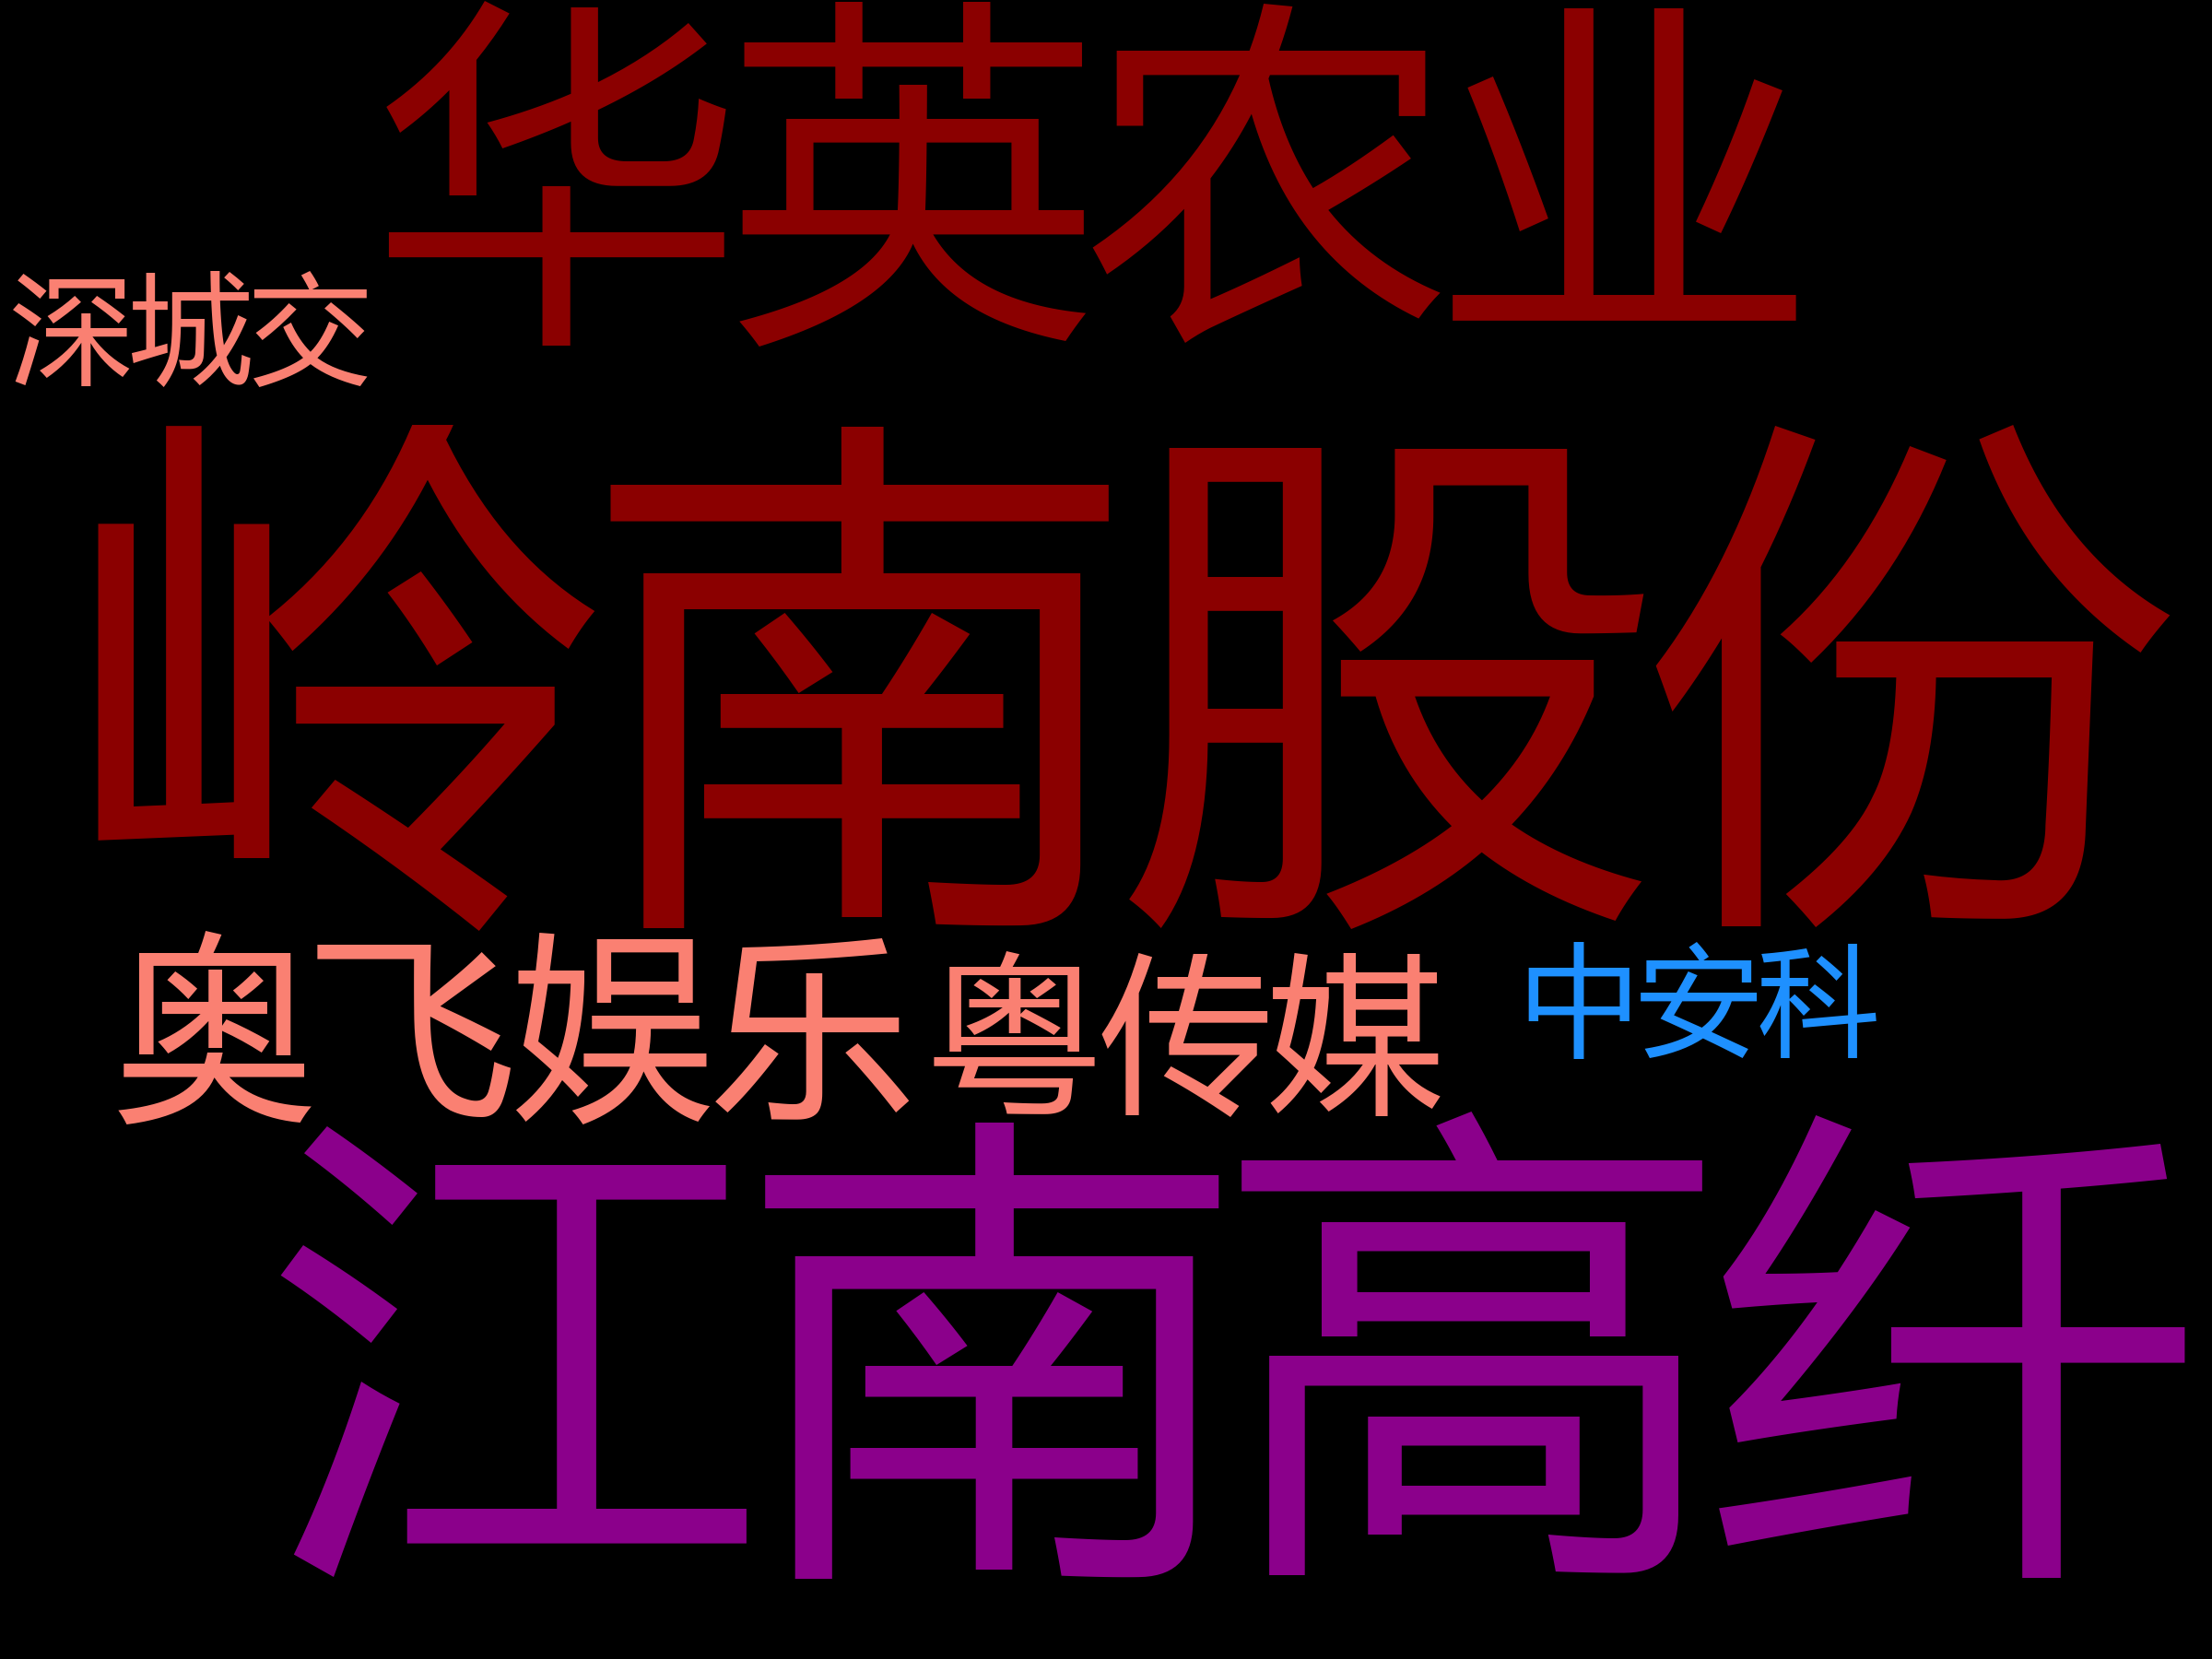 华英农业
深城交
岭南股份
奥飞娱乐
粤传媒
中安科
江南高纤